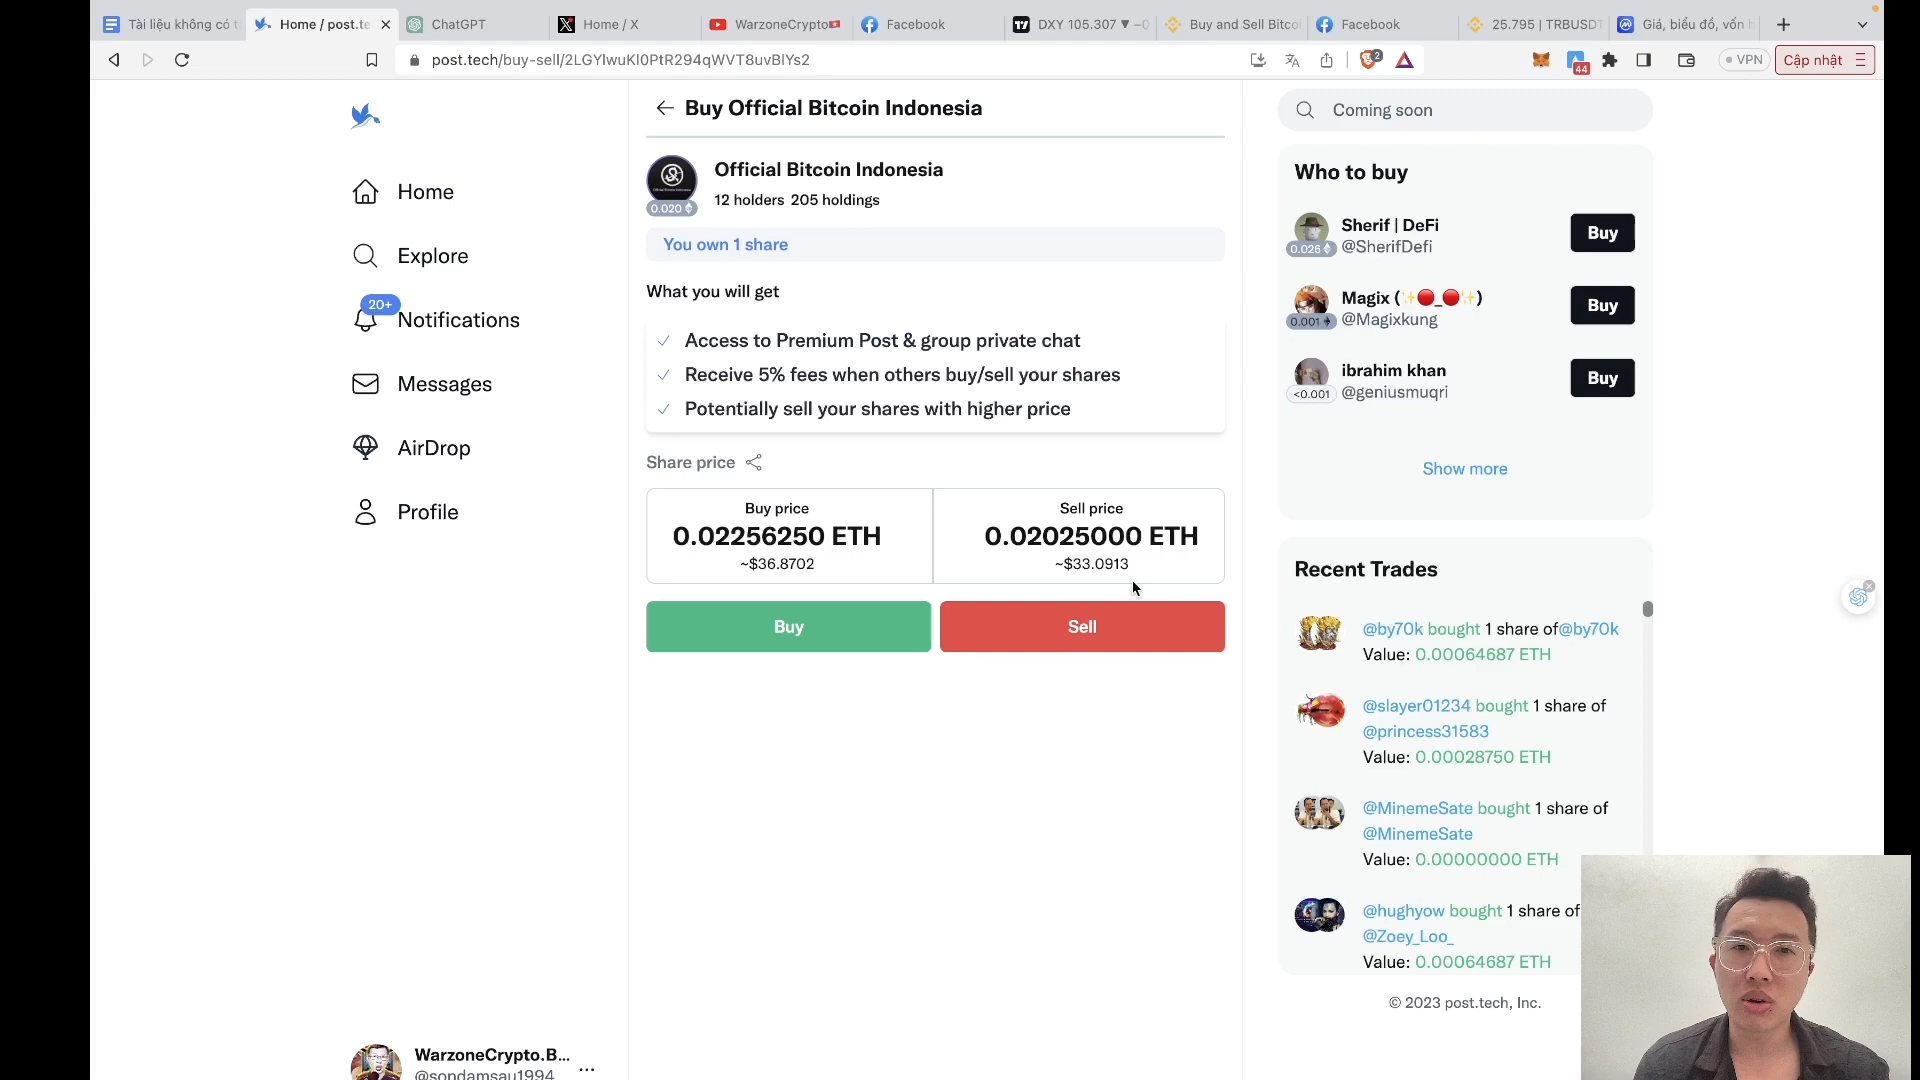 Tài liệu không có t
Home / post.te
ChatGPT
Home / X
WarzoneCrypto
Facebook
DXY 105.307 ▼ −0
Buy and Sell Bitco
Facebook
25.795 | TRBUSDT
Giá, biểu đồ, vốn h
post.tech/buy-sell/2LGYlwuKl0PtR294qWVT8uvBlYs2
2
44
VPN
Cập nhật
Home
Explore
20+
Notifications
Messages
AirDrop
Profile
WarzoneCrypto.B...
@sondamsau1994
Buy Official Bitcoin Indonesia
Official Bitcoin Indonesia
0.020
12 holders 205 holdings
You own 1 share
What you will get
Access to Premium Post & group private chat
Receive 5% fees when others buy/sell your shares
Potentially sell your shares with higher price
Share price
Buy price
0.02256250 ETH
~$36.8702
Sell price
0.02025000 ETH
~$33.0913
Buy
Sell
Coming soon
Who to buy
Sherif | DeFi
0.026
@SherifDefi
Buy
Magix (✨🔴_🔴✨)
0.001
@Magixkung
Buy
ibrahim khan
<0.001
@geniusmuqri
Buy
Show more
Recent Trades
@by70k bought 1 share of@by70k
Value: 0.00064687 ETH
@slayer01234 bought 1 share of
@princess31583
Value: 0.00028750 ETH
@MinemeSate bought 1 share of
@MinemeSate
Value: 0.00000000 ETH
@hughyow bought 1 share of
@Zoey_Loo_
Value: 0.00064687 ETH
© 2023 post.tech, Inc.